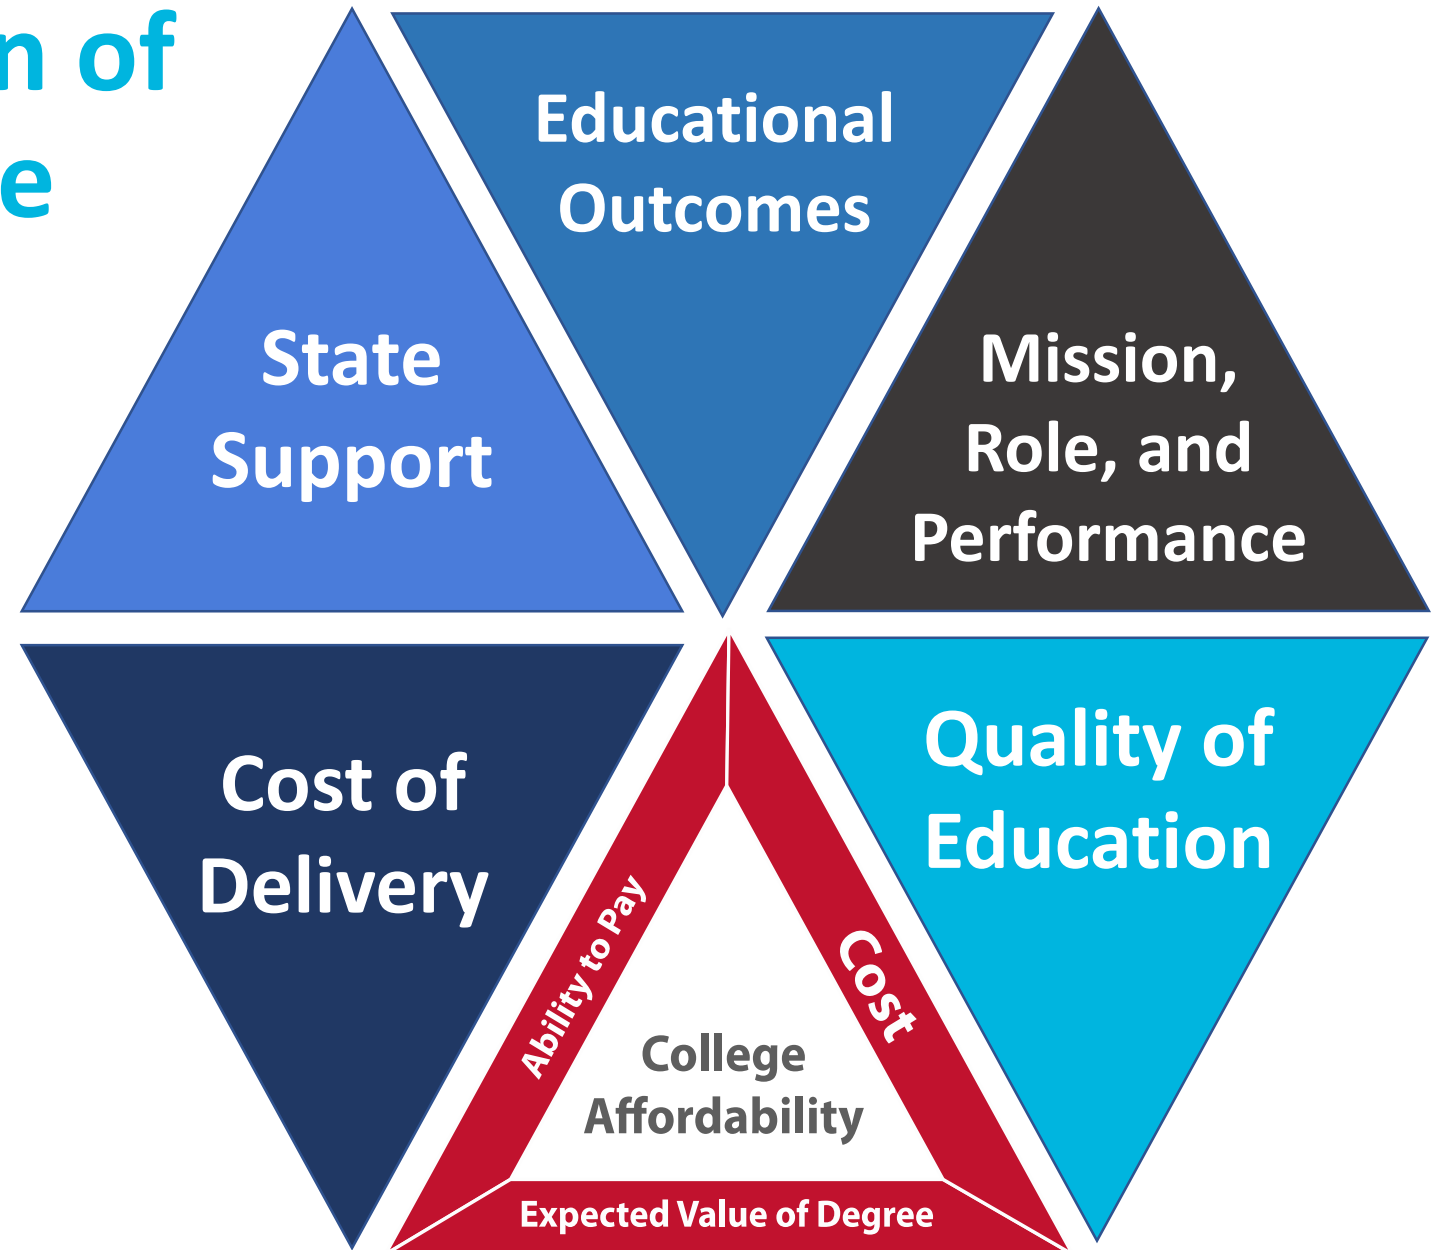 n of
e
Educational
Outcomes
State
Support
Mission,
Role, and
Performance
Cost of
Delivery
Quality of
Education
Ability to Pay
Cost
College
Affordability
Expected Value of Degree